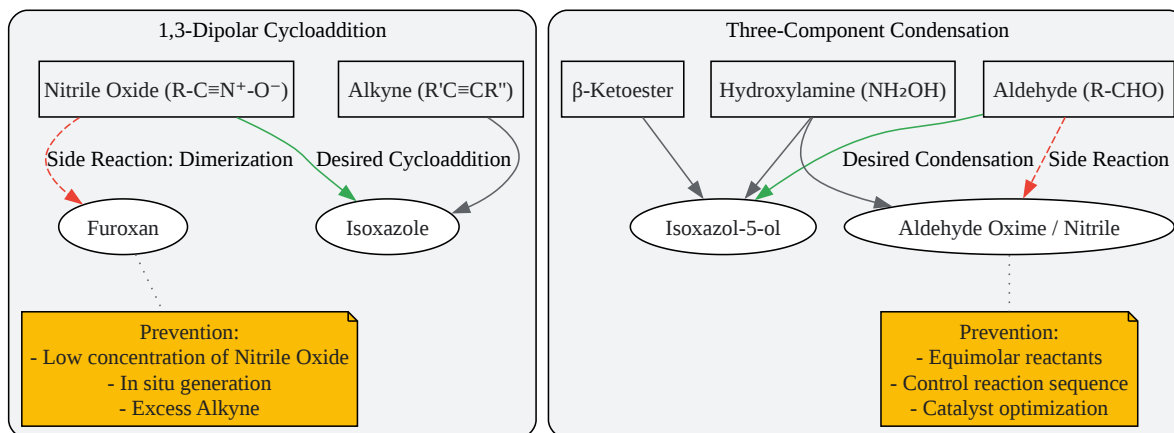 1,3-Dipolar Cycloaddition
Nitrile Oxide (R-C≡N⁺-O⁻)
Alkyne (R'C≡CR")
Side Reaction: Dimerization
Desired Cycloaddition
Furoxan
Isoxazole
Prevention:
- Low concentration of Nitrile Oxide
- In situ generation
- Excess Alkyne
Three-Component Condensation
β-Ketoester
Hydroxylamine (NH₂OH)
Aldehyde (R-CHO)
Desired Condensation
Side Reaction
Isoxazol-5-ol
Aldehyde Oxime / Nitrile
Prevention:
- Equimolar reactants
- Control reaction sequence
- Catalyst optimization